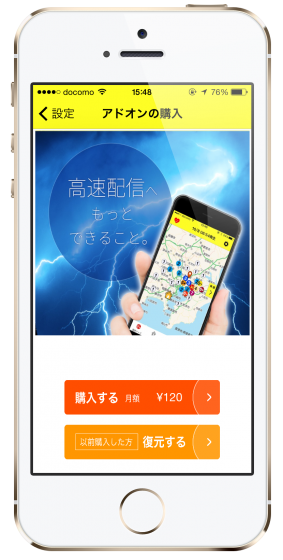 docomo 15:48 76%
設定 アドオンの購入
高速配信へ
もっと
できること。
購入する 月額 ¥120
以前購入した方 復元する